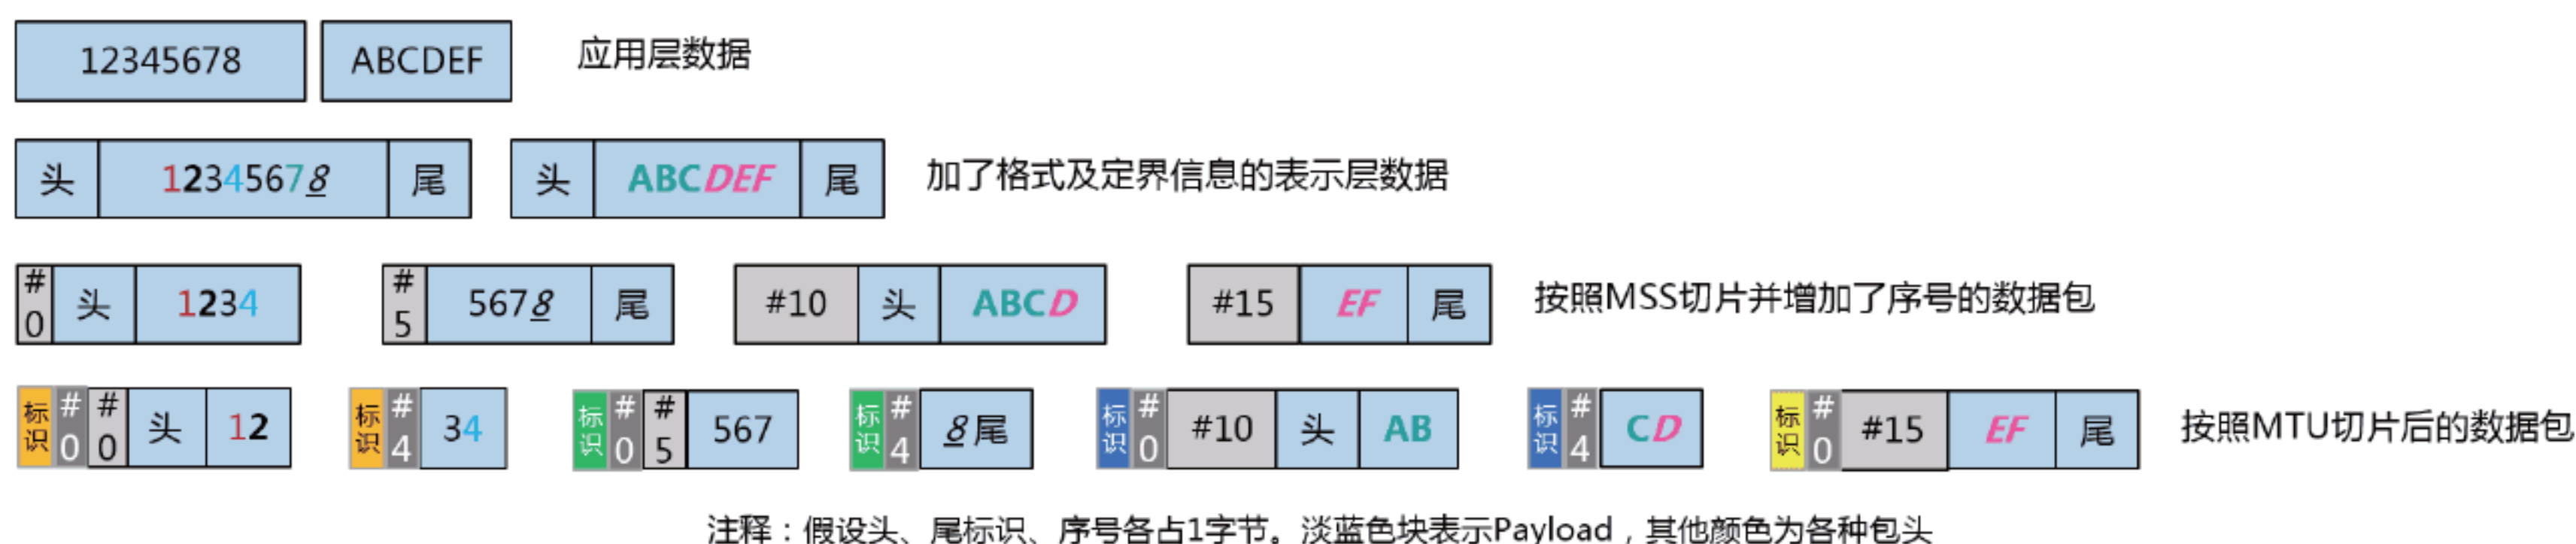 12345678 ABCDEF 应用层数据
头 12345678 尾 头 ABCDEF 尾 加了格式及定界信息的表示层数据
#0 头 1234 #5 5678 尾 #10 头 ABCD #15 EF 尾 按照MSS切片并增加了序号的数据包
标识 #0 #0 头 12 标识 #4 34 标识 #0 #5 567 标识 #4 8尾 标识 #0 #10 头 AB 标识 #4 CD 标识 #0 #15 EF 尾 按照MTU切片后的数据包
注释：假设头、尾标识、序号各占1字节。淡蓝色块表示Payload，其他颜色为各种包头